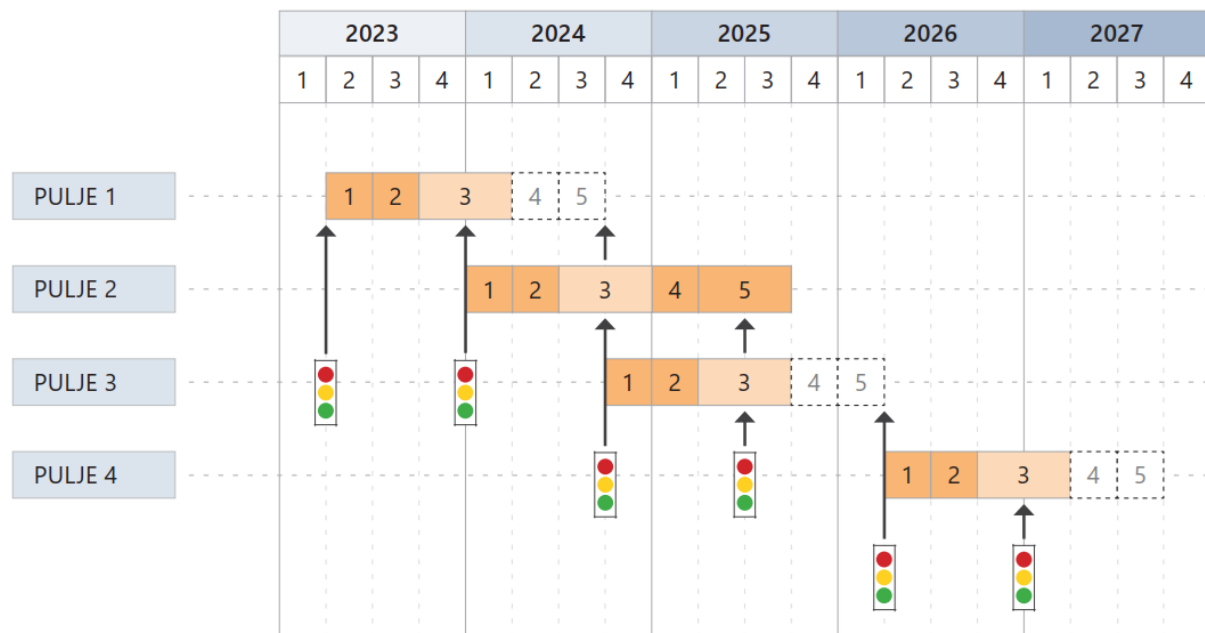 2023 2024 2025 2026 2027
1 2 3 4 1 2 3 4 1 2 3 4 1 2 3 4 1 2 3 4
PULJE 1 1 2 3 4 5
PULJE 2 1 2 3 4 5
PULJE 3 1 2 3 4 5
PULJE 4 1 2 3 4 5